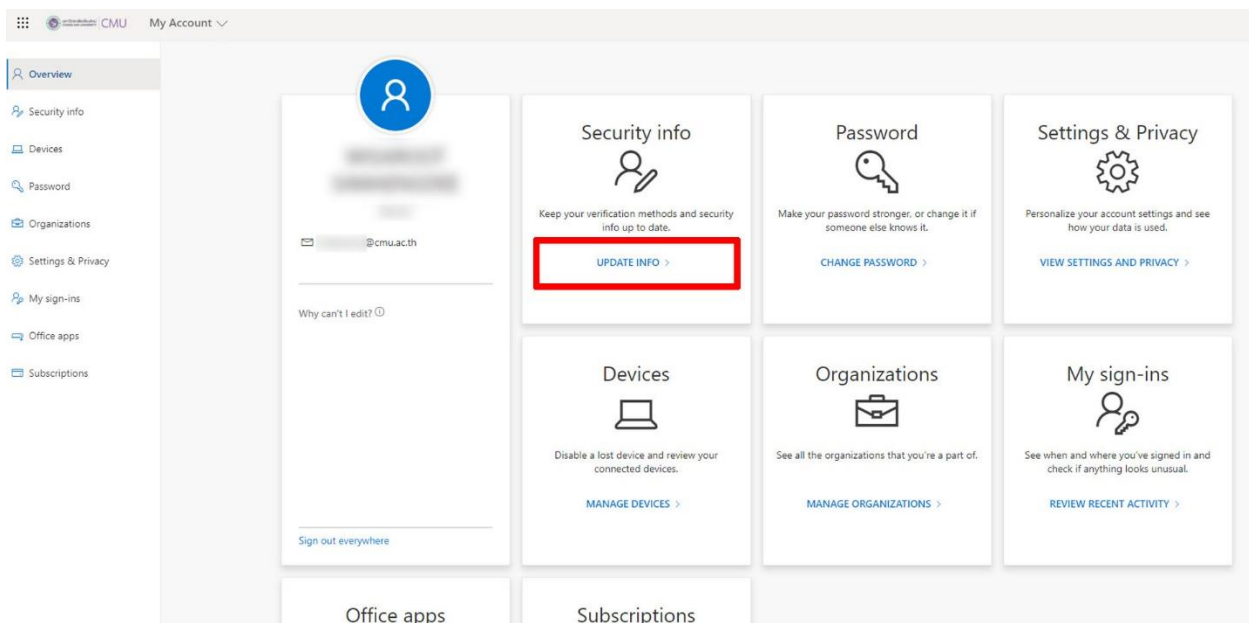 CMU
My Account
Overview
Security info
Devices
Password
Organizations
Settings & Privacy
My sign-ins
Office apps
Subscriptions
@cmu.ac.th
Why can't I edit?
Sign out everywhere
Security info
Keep your verification methods and security
info up to date.
UPDATE INFO >
Password
Make your password stronger, or change it if
someone else knows it.
CHANGE PASSWORD >
Settings & Privacy
Personalize your account settings and see
how your data is used.
VIEW SETTINGS AND PRIVACY >
Devices
Disable a lost device and review your
connected devices.
MANAGE DEVICES >
Organizations
See all the organizations that you're a part of.
MANAGE ORGANIZATIONS >
My sign-ins
See when and where you've signed in and
check if anything looks unusual.
REVIEW RECENT ACTIVITY >
Office apps
Subscriptions